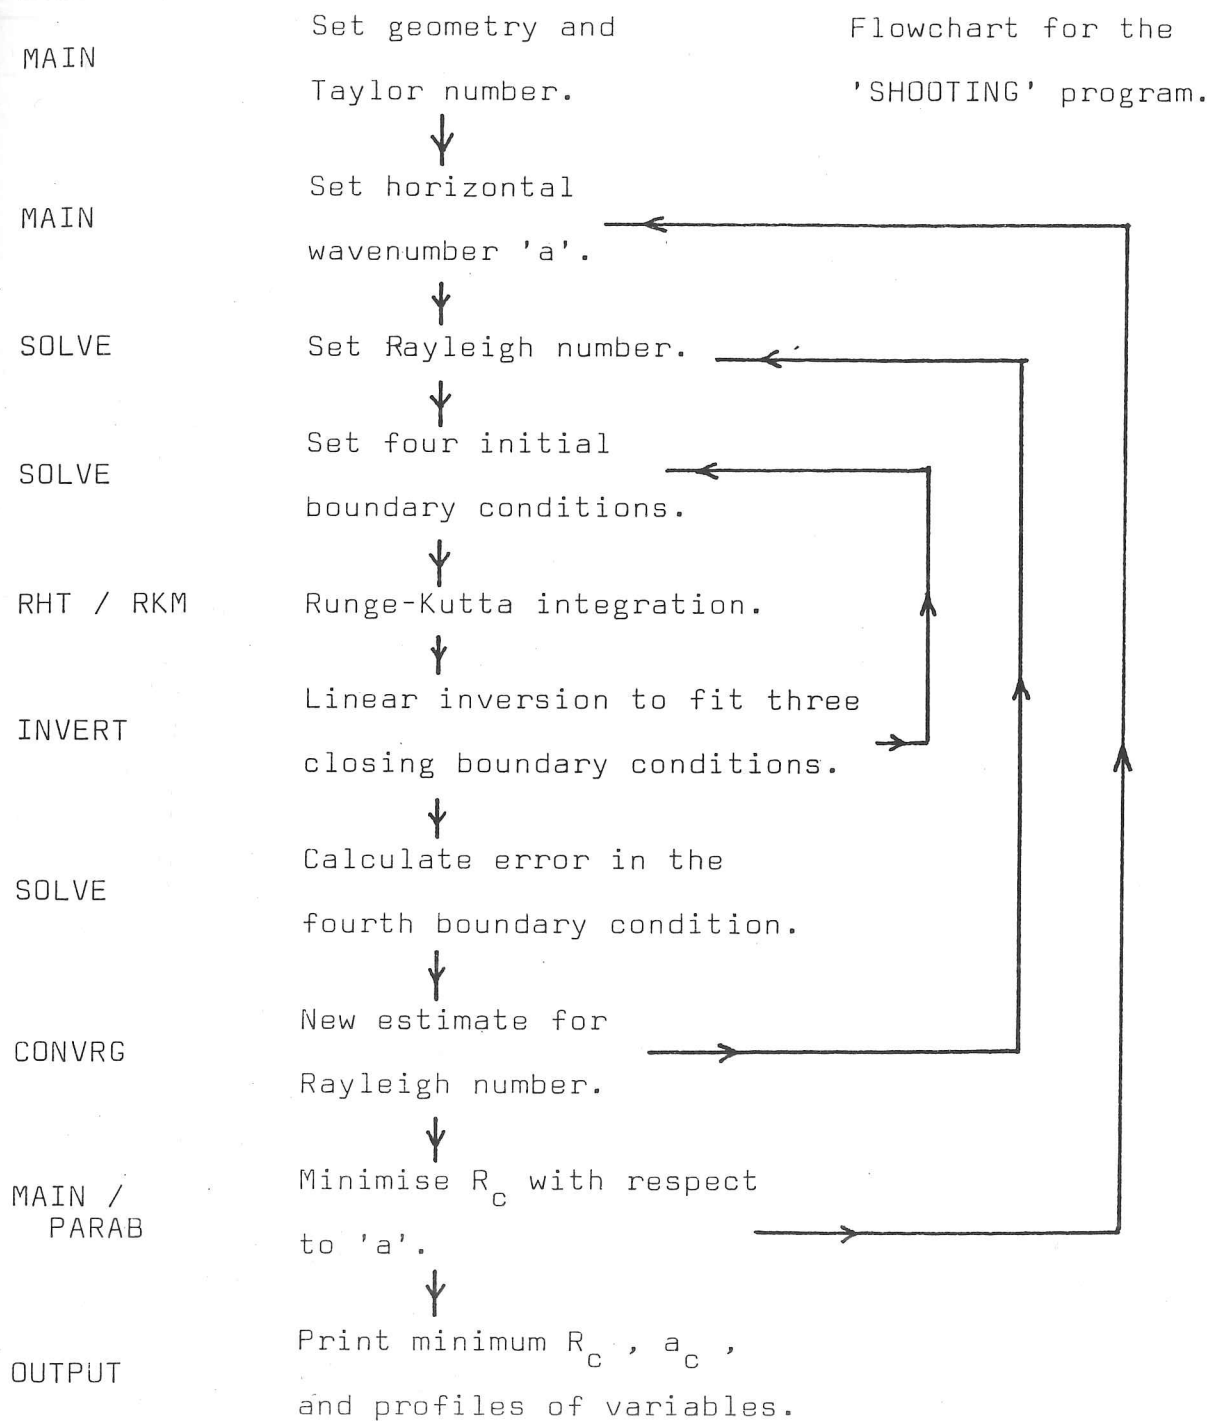 Flowchart for the
'SHOOTING' program.
MAIN
Set geometry and
Taylor number.
MAIN
Set horizontal
wavenumber 'a'.
SOLVE
Set Rayleigh number.
SOLVE
Set four initial
boundary conditions.
RHT / RKM
Runge-Kutta integration.
INVERT
Linear inversion to fit three
closing boundary conditions.
SOLVE
Calculate error in the
fourth boundary condition.
CONVRG
New estimate for
Rayleigh number.
MAIN /
PARAB
Minimise R_c with respect
to 'a'.
OUTPUT
Print minimum R_c , a_c ,
and profiles of variables.